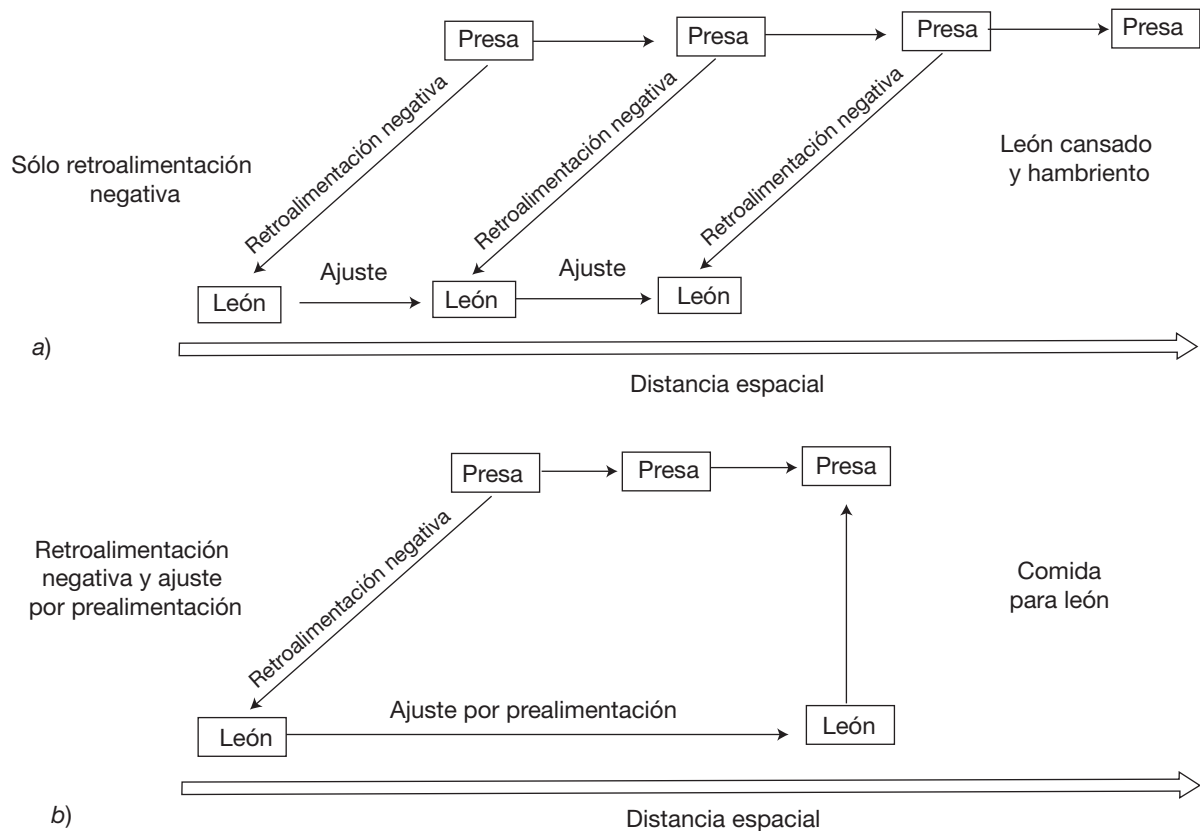 Presa
Presa
Presa
Presa
Retroalimentación negativa
Retroalimentación negativa
Retroalimentación negativa
Sólo retroalimentación
negativa
León cansado
y hambriento
León
Ajuste
León
Ajuste
León
a)
Distancia espacial
Presa
Presa
Presa
Retroalimentación negativa
Retroalimentación
negativa y ajuste
por prealimentación
Comida
para león
León
Ajuste por prealimentación
León
b)
Distancia espacial